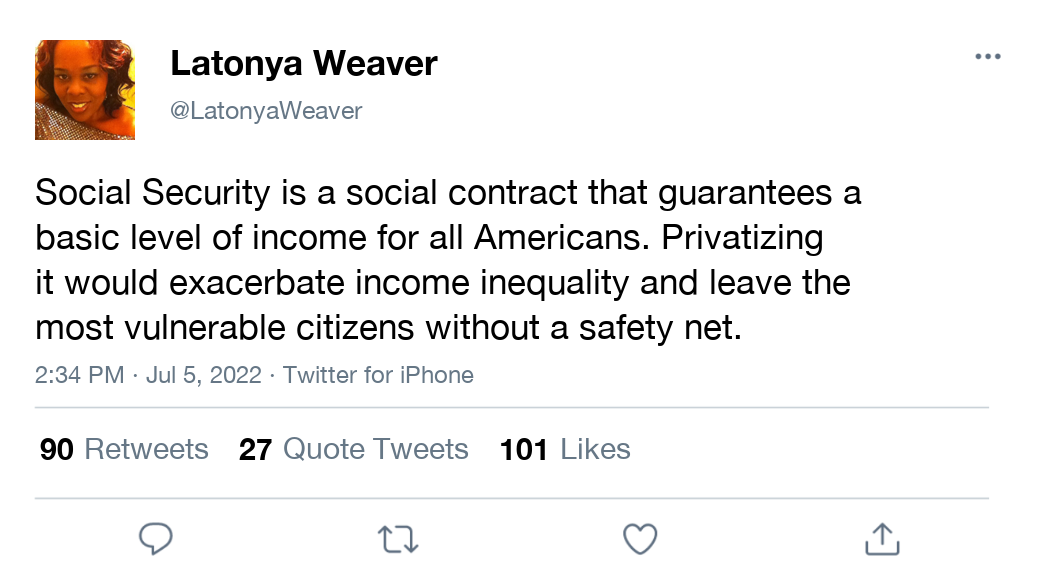 Latonya Weaver
@LatonyaWeaver
Social Security is a social contract that guarantees a
basic level of income for all Americans. Privatizing
it would exacerbate income inequality and leave the
most vulnerable citizens without a safety net.
2:34 PM · Jul 5, 2022 · Twitter for iPhone
90 Retweets 27 Quote Tweets 101 Likes